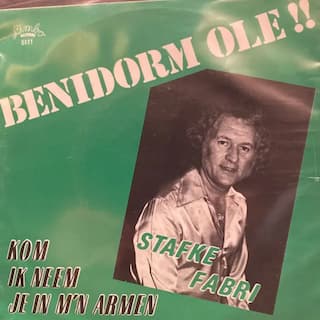 BENIDORM OLE !!
STAFKE
FABRI
KOM
IK NEEM
JE IN M'N ARMEN